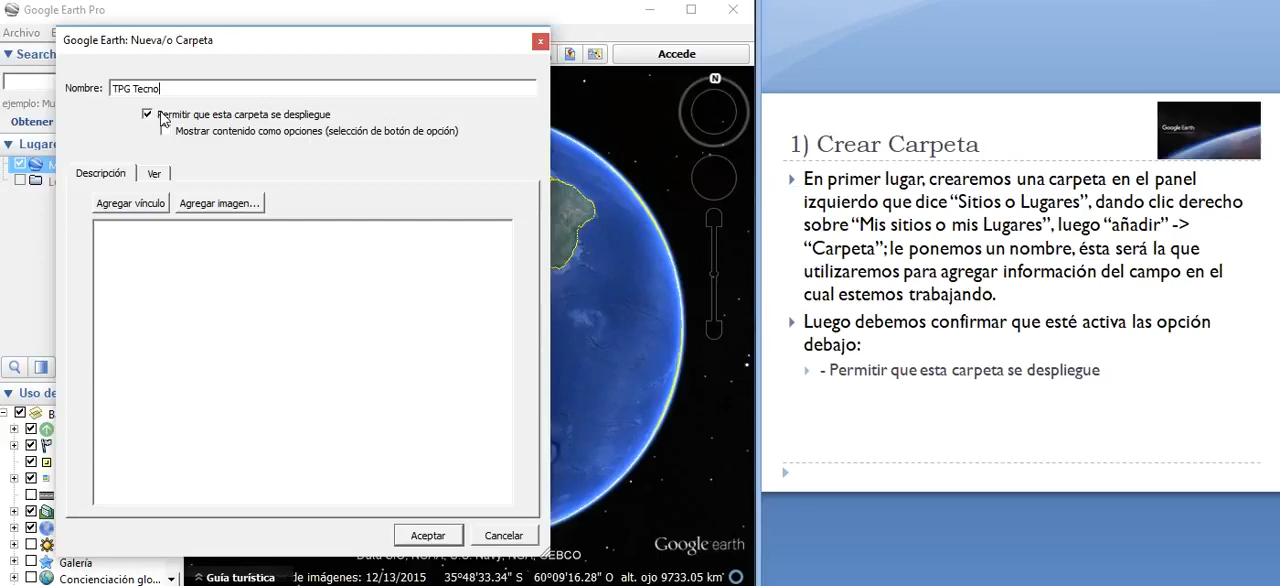 Google Earth Pro
Archivo E
Google Earth: Nueva/o Carpeta
x
Search
Accede
N
Nombre: TPG Tecno
Permitir que esta carpeta se despliegue
Mostrar contenido como opciones (selección de botón de opción)
ejemplo: Mu
Obtener
Lugare
M
Descripción Ver
Agregar vínculo Agregar imagen...
Uso de
B
Galería
Concienciación glo...
Aceptar Cancelar
Google earth
Guía turística
de imágenes: 12/13/2015 35°48'33.34" S 60°09'16.28" O alt. ojo 9733.05 km
Google Earth
1) Crear Carpeta
En primer lugar, crearemos una carpeta en el panel
izquierdo que dice “Sitios o Lugares”, dando clic derecho
sobre “Mis sitios o mis Lugares”, luego “añadir” ->
“Carpeta”; le ponemos un nombre, ésta será la que
utilizaremos para agregar información del campo en el
cual estemos trabajando.
Luego debemos confirmar que esté activa las opción
debajo:
- Permitir que esta carpeta se despliegue